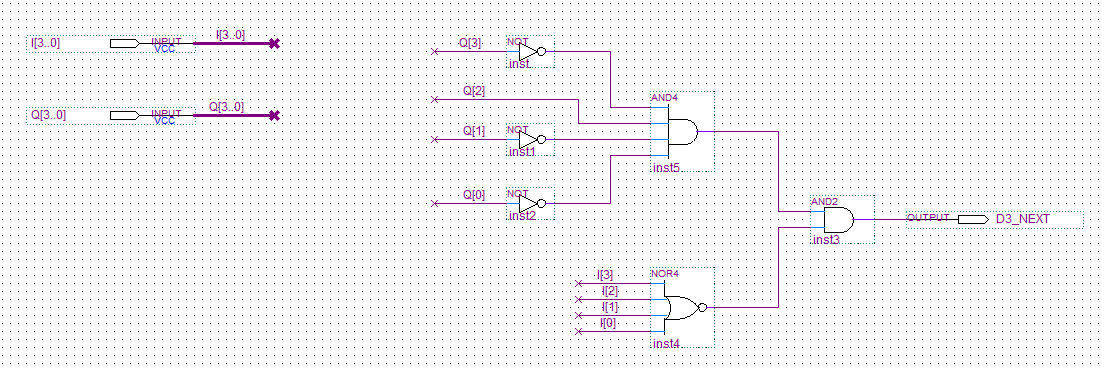 I[3..0] INPUT VCC I[3..0]
Q[3..0] INPUT VCC Q[3..0]
Q[3] NOT inst
Q[2]
Q[1] NOT inst1
Q[0] NOT inst2
AND4
inst5
AND2
inst3
OUTPUT D3_NEXT
NOR4
I[3]
I[2]
I[1]
I[0]
inst4